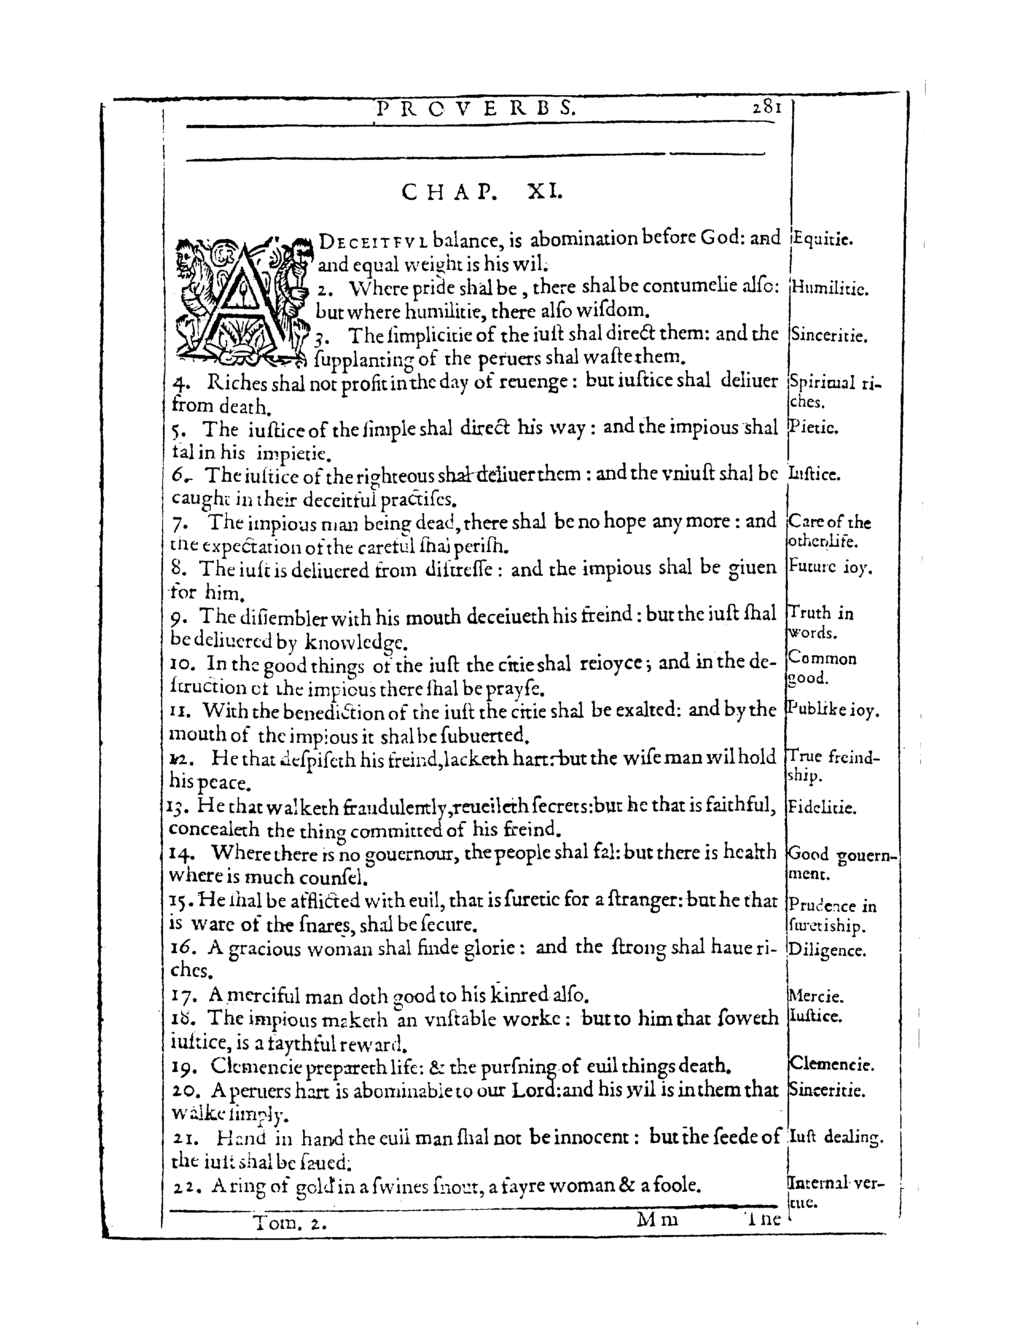 PROVERBS. 281
CHAP. XI.
A DECEITFVL balance, is abomination before God: and Equitie.
and equal weight is his wil.
2. Where pride shal be, there shal be contumelie alſo: Humilitie.
but where humilitie, there alſo wiſdom.
3. The ſimplicitie of the iuſt shal direct them: and the Sinceritie.
ſupplanting of the peruers shal waſte them.
4. Riches shal not profit in the day of reuenge: but iuſtice shal deliuer Spiritual ri-
from death. ches.
5. The iuſtice of the ſimple shal direct his way: and the impious shal Pietie.
fal in his impietie.
6. The iuſtice of the righteous shal deliuer them: and the vniuſt shal be Iuſtice.
caught in their deceitful practiſes.
7. The impious man being dead, there shal be no hope any more: and Care of the
the expectation of the careful ſhal periſh. other life.
8. The iuſt is deliuered from diſtreſſe: and the impious shal be giuen Future ioy.
for him.
9. The diſſembler with his mouth deceiueth his freind: but the iuſt ſhal Truth in
be deliuered by knowledge. words.
10. In the good things of the iuſt the citie shal reioyce; and in the de- Common
ſtruction of the impious there ſhal be prayſe. good.
11. With the benediction of the iuſt the citie shal be exalted: and by the Publike ioy.
mouth of the impious it shal be ſubuerted.
12. He that deſpiſeth his freind, lacketh hart: but the wiſe man wil hold True freind-
his peace. ship.
13. He that walketh fraudulently, reueileth ſecrets: but he that is faithful, Fidelitie.
concealeth the thing committed of his freind.
14. Where there is no gouernour, the people shal fal: but there is health Good gouern-
where is much counſel. ment.
15. He ſhal be afflicted with euil, that is ſuretie for a ſtranger: but he that Prudence in
is ware of the ſnares, shal be ſecure. ſuretiship.
16. A gracious woman shal finde glorie: and the ſtrong shal haue ri- Diligence.
ches.
17. A merciful man doth good to his kinred alſo. Mercie.
18. The impious maketh an vnſtable worke: but to him that ſoweth Iuſtice.
iuſtice, is a faythful reward.
19. Clemencie prepareth life: & the purſning of euil things death. Clemencie.
20. A peruers hart is abominable to our Lord: and his wil is in them that Sinceritie.
walke ſimply.
21. Hand in hand the euil man ſhal not be innocent: but the ſeede of Iuſt dealing.
the iuſt shal be ſaued.
22. A ring of gold in a ſwines ſnout, a fayre woman & a foole. Internal ver-
tue.
Tom. 2. Mm The